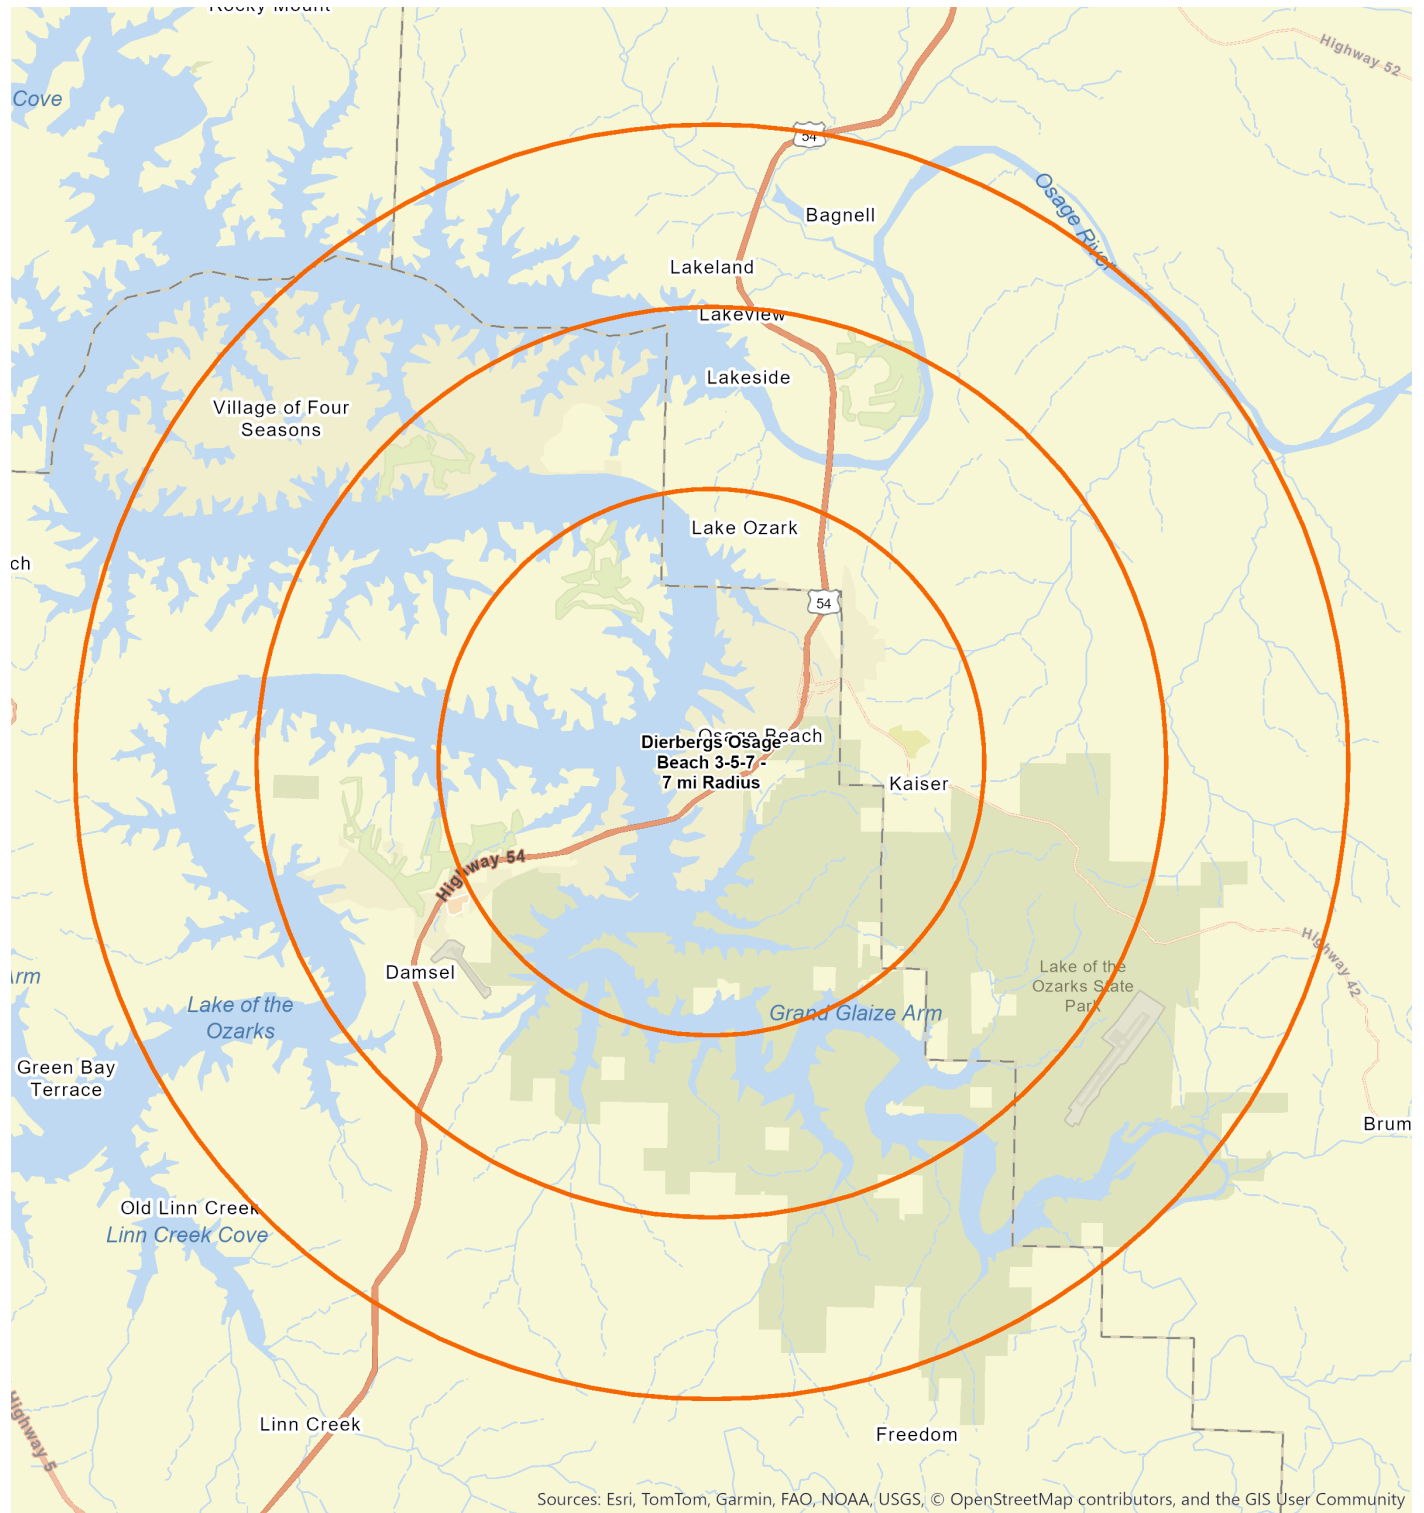 Rocky Mount
Highway 52
Cove
54
Osage River
Bagnell
Lakeland
Lakeview
Lakeside
Village of Four
Seasons
Lake Ozark
ch
54
Osage Beach
Dierbergs Osage
Beach 3-5-7 -
7 mi Radius
Kaiser
Highway 54
Highway 42
Damsel
Lake of the
Ozarks State
Park
Arm
Lake of the
Ozarks
Grand Glaize Arm
Green Bay
Terrace
Brum
Old Linn Creek
Linn Creek Cove
Highway 5
Linn Creek
Freedom
Sources: Esri, TomTom, Garmin, FAO, NOAA, USGS, © OpenStreetMap contributors, and the GIS User Community